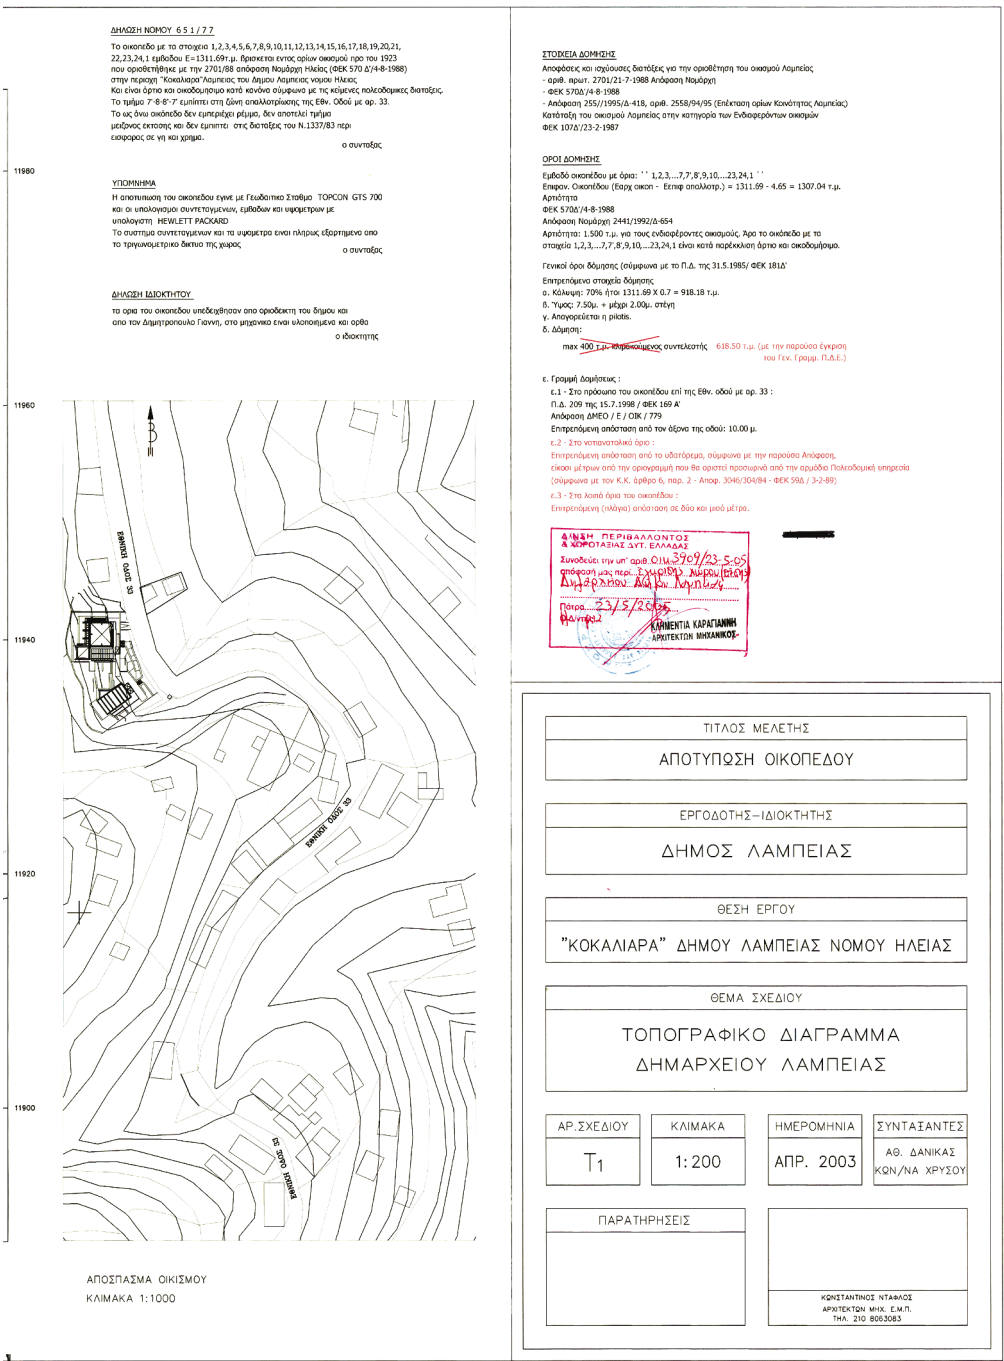 ΔΗΛΩΣΗ ΝΟΜΟΥ 6 5 1 / 7 7
Το οικοπεδο με τα στοιχεια 1,2,3,4,5,6,7,8,9,10,11,12,13,14,15,16,17,18,19,20,21,
22,23,24,1 εμβαδου Ε=1311.69τ.μ. βρισκεται εντος οριων οικισμού προ του 1923
που οριοθετήθηκε με την 2701/88 απόφαση Νομάρχη Ηλείας (ΦΕΚ 570 Δ'/4-8-1988)
στην περιοχη "Κοκαλιαρα"Λαμπειας του Δημου Λαμπειας νομου Ηλειας
Και είναι άρτιο και οικοδομησιμο κατά κανόνα σύμφωνα με τις κείμενες πολεοδομικες διαταξεις.
Το τμήμα 7'-8-8'-7' εμπίπτει στη ζώνη απαλλοτρίωσης της Εθν. Οδού με αρ. 33.
Το ως άνω οικόπεδο δεν εμπεριέχει ρέμμα, δεν αποτελεί τμήμα
μειζονος εκτασης και δεν εμπιπτει στις διαταξεις του Ν.1337/83 περι
εισφορας σε γη και χρημα.
ο συνταξας
ΥΠΟΜΝΗΜΑ
Η αποτυπωση του οικοπεδου εγινε με Γεωδαιτικο Σταθμο TOPCON GTS 700
και οι υπολογισμοι συντεταγμενων, εμβαδων και υψομετρων με
υπολογιστη HEWLETT PACKARD
Το συστημα συντεταγμενων και τα υψομετρα ειναι πληρως εξαρτημενα απο
το τριγωνομετρικο δικτυο της χωρας
ο συνταξας
ΔΗΛΩΣΗ ΙΔΙΟΚΤΗΤΟΥ
τα ορια του οικοπεδου υπεδειχθησαν απο οριοδεικτη του δημου και
απο τον Δημητροπουλο Γιαννη, στο μηχανικο ειναι υλοποιημενα και ορθα
ο ιδιοκτητης
11980
11960
11940
11920
11900
ΕΘΝΙΚΗ ΟΔΟΣ 33
ΕΘΝΙΚΗ ΟΔΟΣ 33
ΕΘΝΙΚΗ ΟΔΟΣ 33
ΑΠΟΣΠΑΣΜΑ ΟΙΚΙΣΜΟΥ
ΚΛΙΜΑΚΑ 1:1000
ΣΤΟΙΧΕΙΑ ΔΟΜΗΣΗΣ
Αποφάσεις και ισχύουσες διατάξεις για την οριοθέτηση του οικισμού Λαμπείας
- αριθ. πρωτ. 2701/21-7-1988 Απόφαση Νομάρχη
- ΦΕΚ 570Δ'/4-8-1988
- Απόφαση 255//1995/Δ-418, αριθ. 2558/94/95 (Επέκταση ορίων Κοινότητας Λαμπείας)
Κατάταξη του οικισμού Λαμπείας στην κατηγορία των Ενδιαφερόντων οικισμών
ΦΕΚ 107Δ'/23-2-1987
ΟΡΟΙ ΔΟΜΗΣΗΣ
Εμβαδό οικοπέδου με όρια: ' ' 1,2,3,...7,7',8',9,10,...23,24,1 ' '
Επιφαν. Οικοπέδου (Εαρχ οικοπ - Εεπιφ απαλλοτρ.) = 1311.69 - 4.65 = 1307.04 τ.μ.
Αρτιότητα
ΦΕΚ 570Δ'/4-8-1988
Απόφαση Νομάρχη 2441/1992/Δ-654
Αρτιότητα: 1.500 τ.μ. για τους ενδιαφέροντες οικισμούς. Άρα το οικόπεδο με τα
στοιχεία 1,2,3,...7,7',8',9,10,...23,24,1 είναι κατά παρέκκλιση άρτιο και οικοδομήσιμο.
Γενικοί όροι δόμησης (σύμφωνα με το Π.Δ. της 31.5.1985/ ΦΕΚ 181Δ'
Επιτρεπόμενα στοιχεία δόμησης
α. Κάλυψη: 70% ήτοι 1311.69 Χ 0.7 = 918.18 τ.μ.
β. Ύψος: 7.50μ. + μέχρι 2.00μ. στέγη
γ. Απαγορεύεται η pilotis.
δ. Δόμηση:
max 400 τ.μ. κλιμακούμενος συντελεστής 618.50 τ.μ. (με την παρούσα έγκριση
του Γεν. Γραμμ. Π.Δ.Ε.)
ε. Γραμμή Δομήσεως :
ε.1 - Στο πρόσωπο του οικοπέδου επί της Εθν. οδού με αρ. 33 :
Π.Δ. 209 της 15.7.1998 / ΦΕΚ 169 Α'
Απόφαση ΔΜΕΟ / Ε / ΟΙΚ / 779
Επιτρεπόμενη απόσταση από τον άξονα της οδού: 10.00 μ.
ε.2 - Στο νοτιανατολικό όριο :
Επιτρεπόμενη απόσταση από το υδατόρεμα, σύμφωνα με την παρούσα Απόφαση,
είκοσι μέτρων από την οριογραμμή που θα οριστεί προσωρινά από την αρμόδια Πολεοδομική υπηρεσία
(σύμφωνα με τον Κ.Κ. άρθρο 6, παρ. 2 - Αποφ. 3046/304/84 - ΦΕΚ 59Δ / 3-2-89)
ε.3 - Στα λοιπά όρια του οικοπέδου :
Επιτρεπόμενη (πλάγια) απόσταση σε δύο και μισό μέτρα.
Δ/ΝΣΗ ΠΕΡΙΒΑΛΛΟΝΤΟΣ
& ΧΩΡΟΤΑΞΙΑΣ ΔΥΤ. ΕΛΛΑΔΑΣ
Συνοδεύει την υπ' αριθ. οικ 3909/23-5-05
απόφασή μας περί
Πάτρα 23/5/2005
ΚΛΗΜΕΝΤΙΑ ΚΑΡΑΓΙΑΝΝΗ
ΑΡΧΙΤΕΚΤΩΝ ΜΗΧΑΝΙΚΟΣ
ΤΙΤΛΟΣ ΜΕΛΕΤΗΣ
ΑΠΟΤΥΠΩΣΗ ΟΙΚΟΠΕΔΟΥ
ΕΡΓΟΔΟΤΗΣ-ΙΔΙΟΚΤΗΤΗΣ
ΔΗΜΟΣ ΛΑΜΠΕΙΑΣ
ΘΕΣΗ ΕΡΓΟΥ
"ΚΟΚΑΛΙΑΡΑ" ΔΗΜΟΥ ΛΑΜΠΕΙΑΣ ΝΟΜΟΥ ΗΛΕΙΑΣ
ΘΕΜΑ ΣΧΕΔΙΟΥ
ΤΟΠΟΓΡΑΦΙΚΟ ΔΙΑΓΡΑΜΜΑ
ΔΗΜΑΡΧΕΙΟΥ ΛΑΜΠΕΙΑΣ
ΑΡ.ΣΧΕΔΙΟΥ
Τ1
ΚΛΙΜΑΚΑ
1:200
ΗΜΕΡΟΜΗΝΙΑ
ΑΠΡ. 2003
ΣΥΝΤΑΞΑΝΤΕΣ
ΑΘ. ΔΑΝΙΚΑΣ
ΚΩΝ/ΝΑ ΧΡΥΣΟΥ
ΠΑΡΑΤΗΡΗΣΕΙΣ
ΚΩΝΣΤΑΝΤΙΝΟΣ ΝΤΑΦΛΟΣ
ΑΡΧΙΤΕΚΤΩΝ ΜΗΧ. Ε.Μ.Π.
ΤΗΛ. 210 8063083